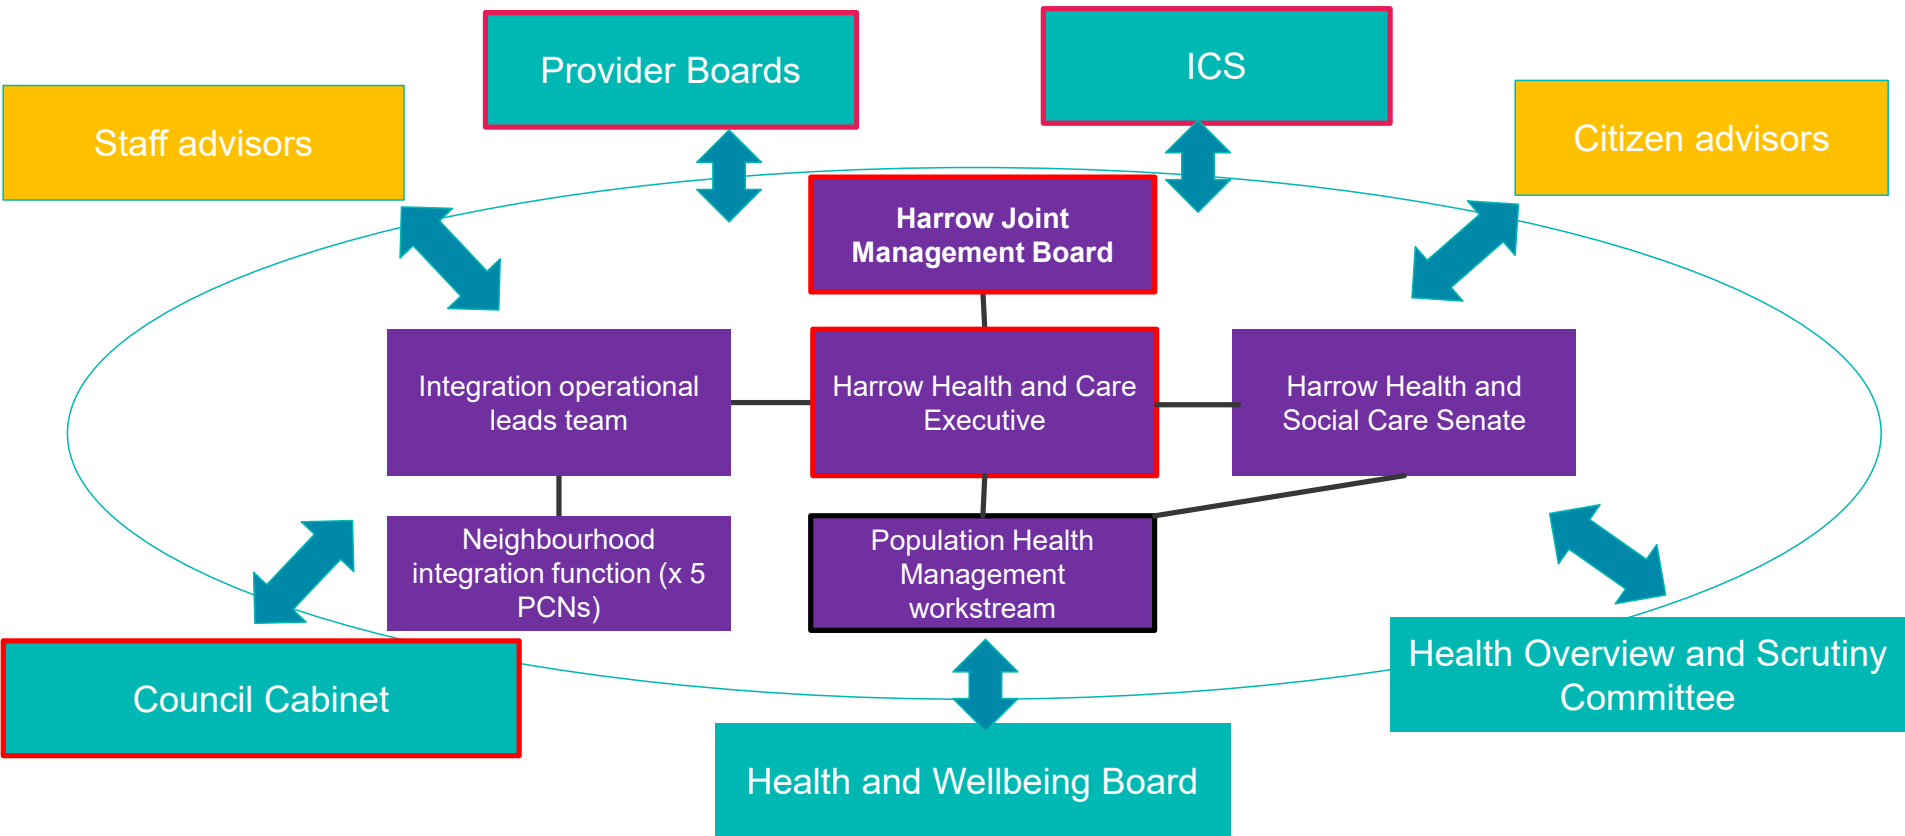 Provider Boards
ICS
Staff advisors
Citizen advisors
Harrow Joint
Management Board
Integration operational
leads team
Harrow Health and Care
Executive
Harrow Health and
Social Care Senate
Neighbourhood
integration function (x 5
PCNs)
Population Health
Management
workstream
Council Cabinet
Health Overview and Scrutiny
Committee
Health and Wellbeing Board